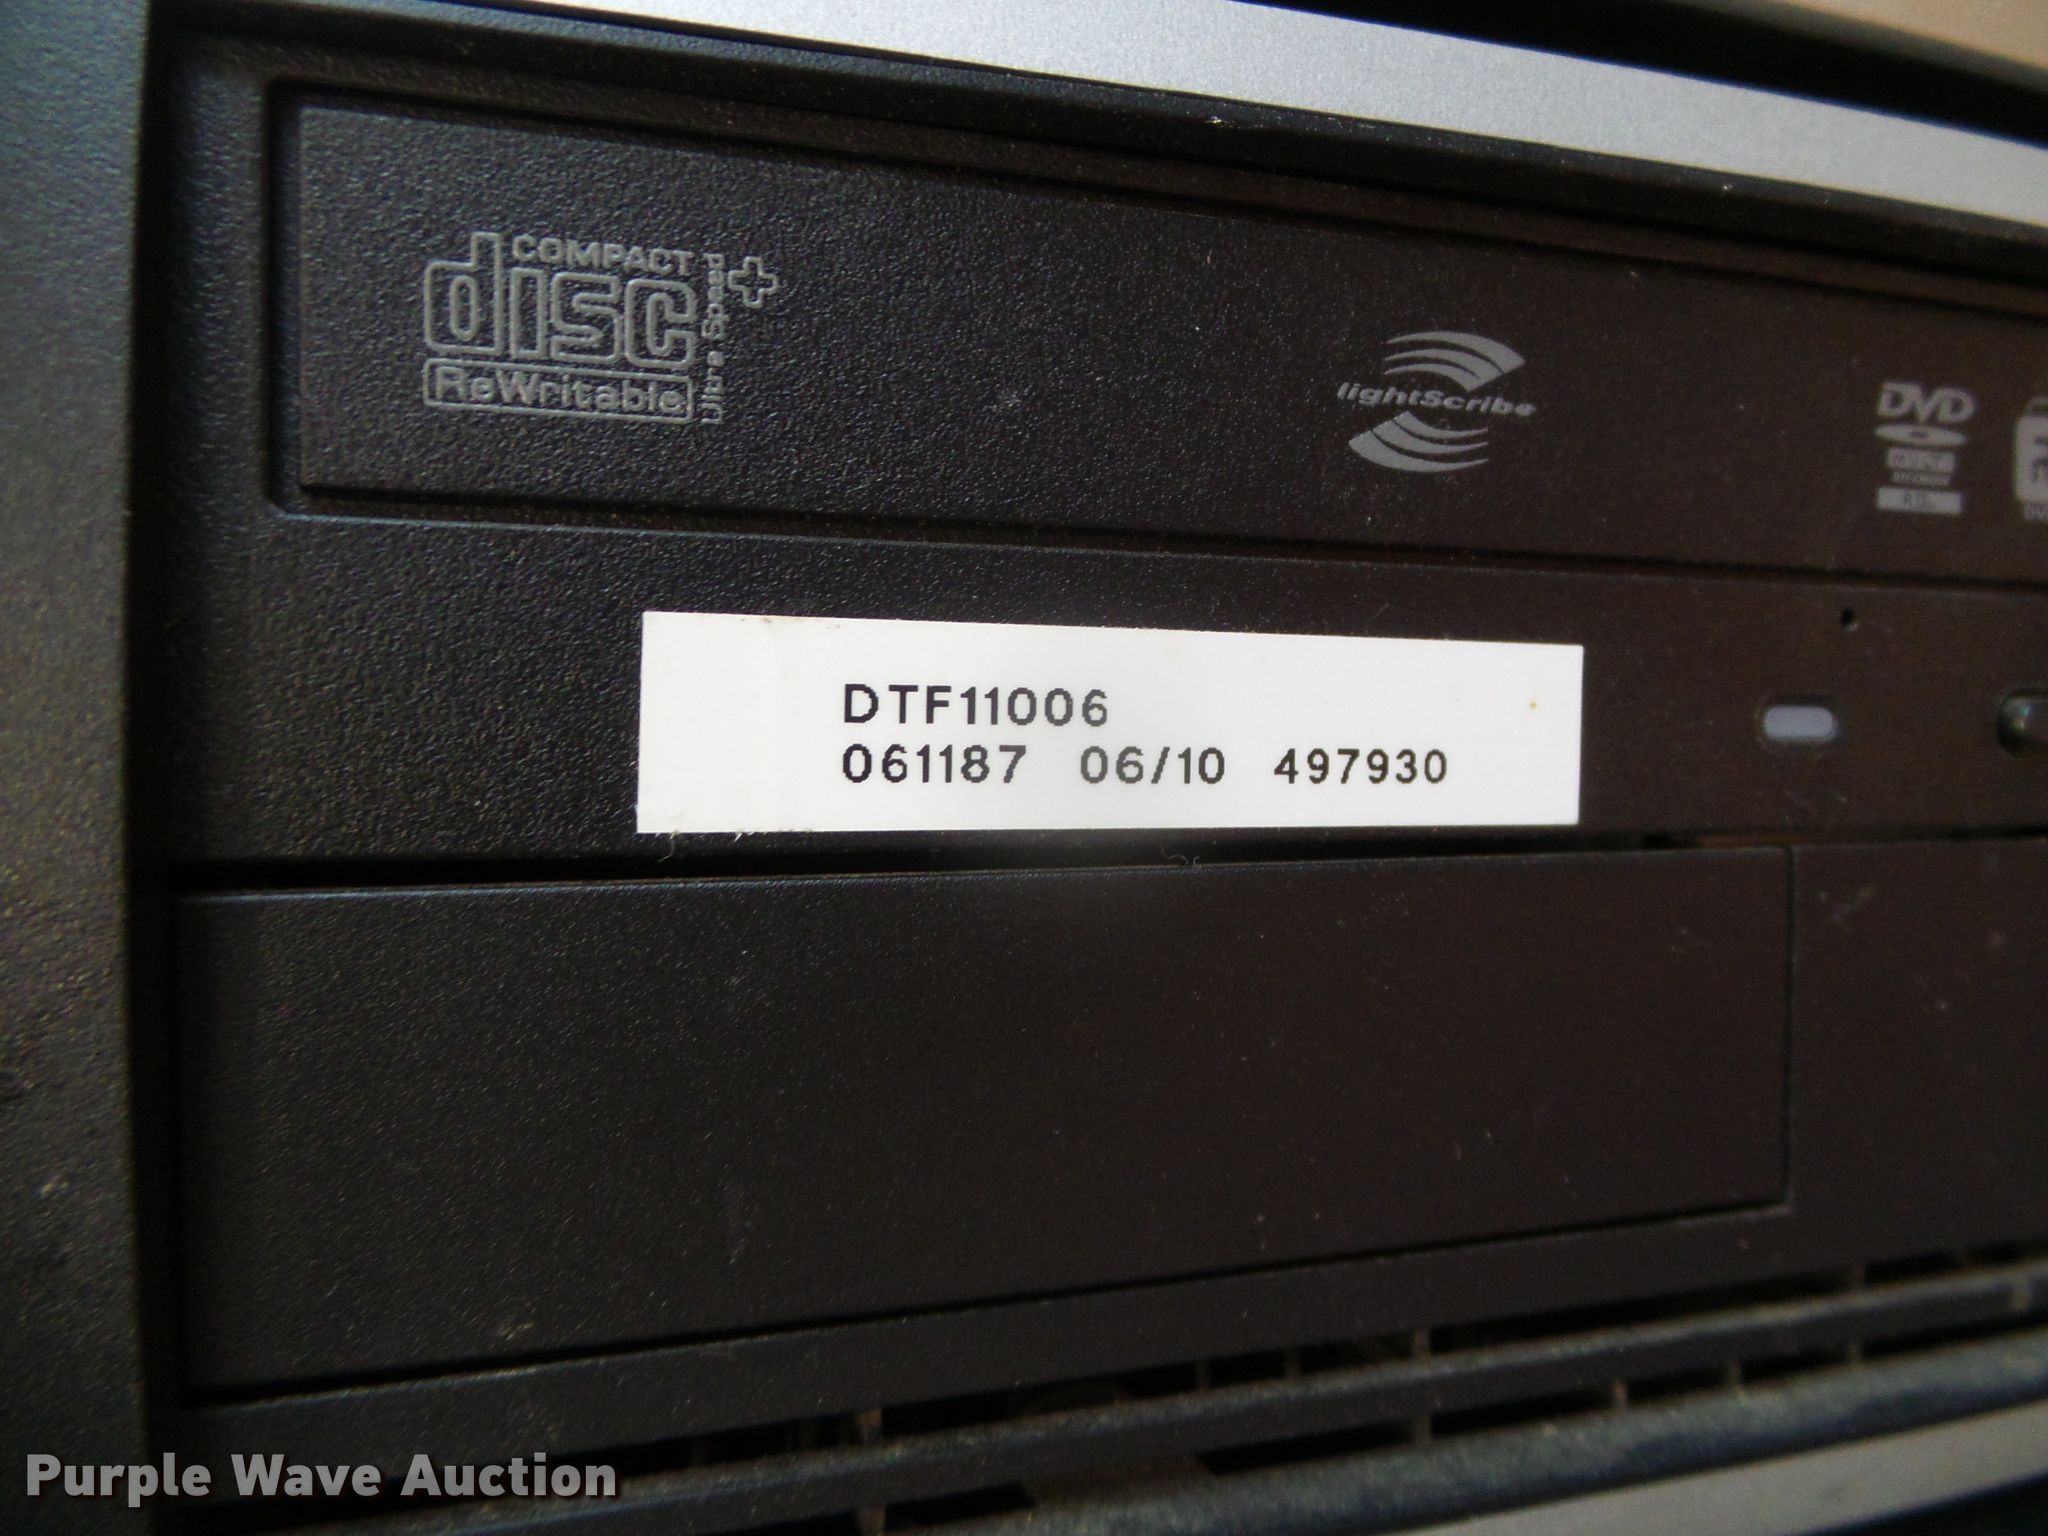 COMPACT
disc
ReWritable
Ultra Speed
+
lightScribe
DVD
DTF11006
061187 06/10 497930
Purple Wave Auction